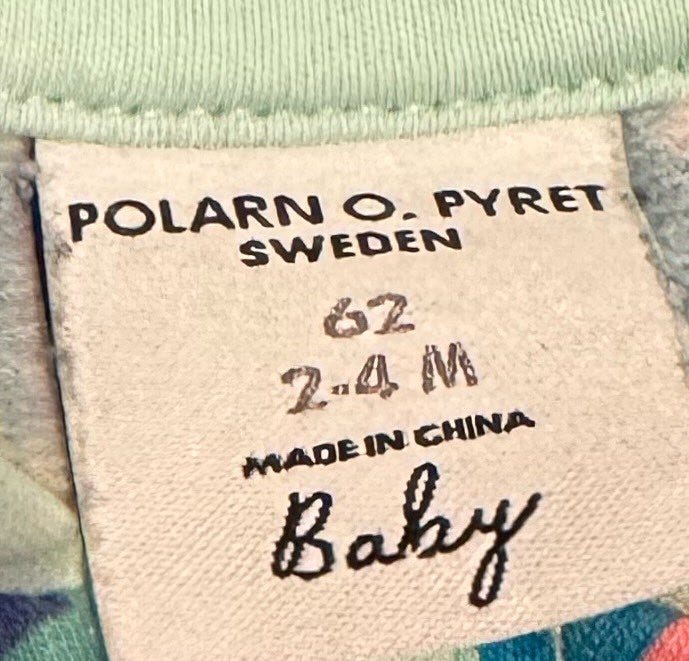 POLARN O. PYRET
SWEDEN
62
2-4 M
MADE IN CHINA
Baby